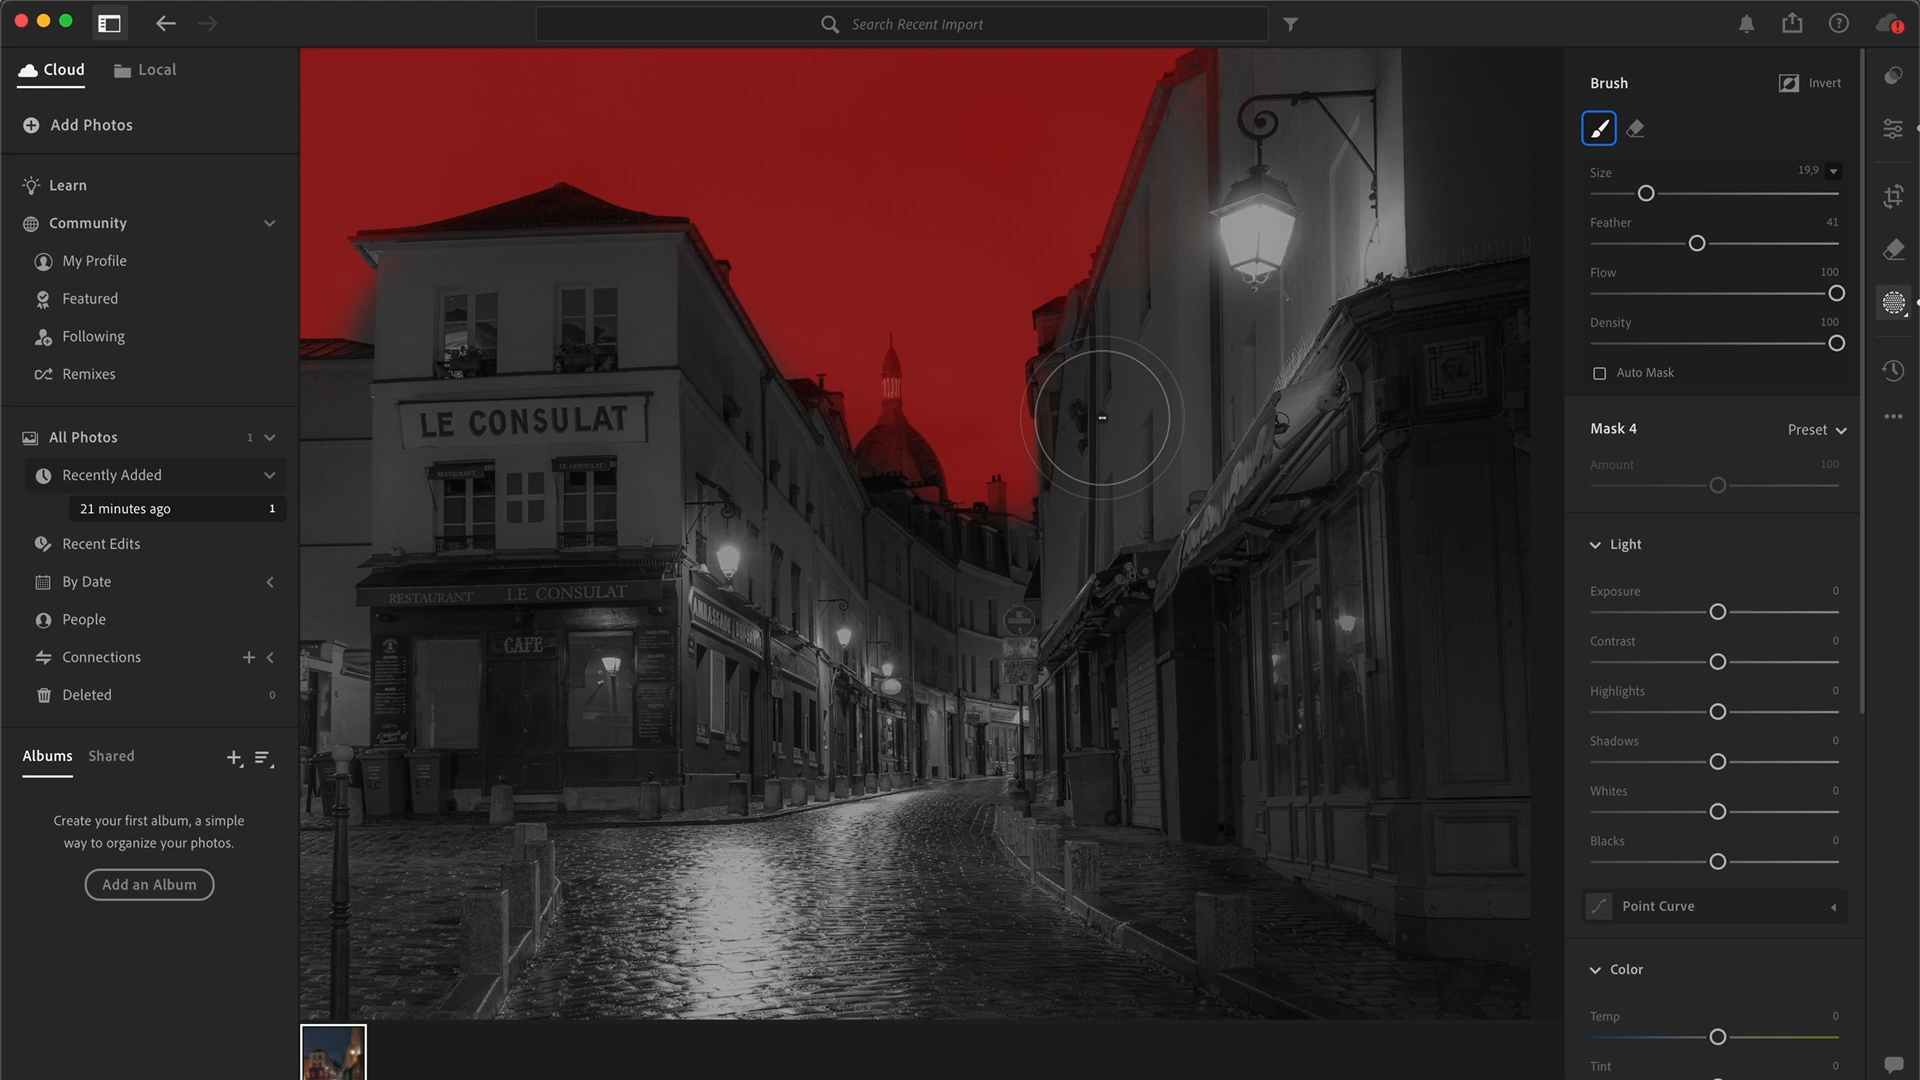 Search Recent Import
Cloud
Local
Add Photos
Learn
Community
My Profile
Featured
Following
Remixes
All Photos
1
Recently Added
21 minutes ago
1
Recent Edits
By Date
People
Connections
Deleted
0
Albums
Shared
Create your first album, a simple
way to organize your photos.
Add an Album
LE CONSULAT
RESTAURANT
LE CONSULAT
RESTAURANT LE CONSULAT
CAFE
Brush
Invert
Size
19,9
Feather
41
Flow
100
Density
100
Auto Mask
Mask 4
Preset
Amount
100
Light
Exposure
0
Contrast
0
Highlights
0
Shadows
0
Whites
0
Blacks
0
Point Curve
Color
Temp
0
Tint
0